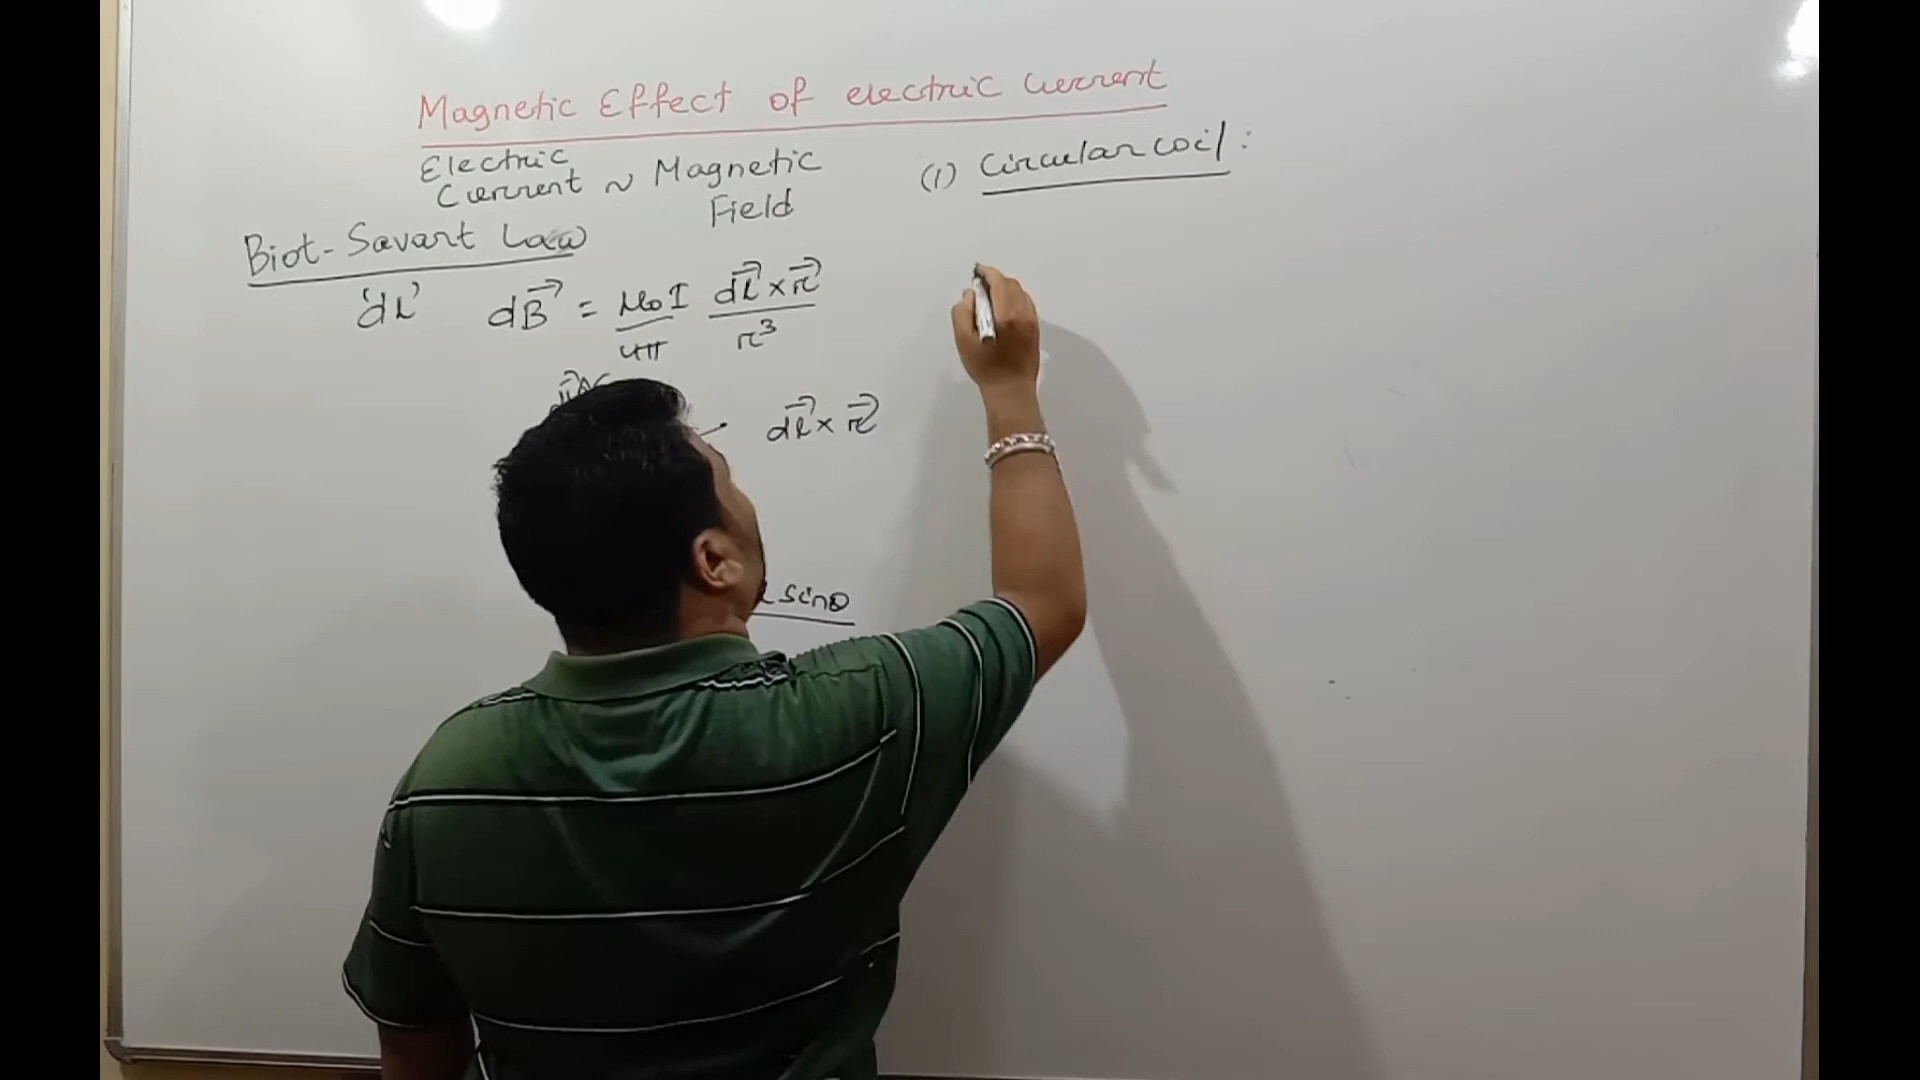 Magnetic Effect of electric current
Electric
Current ~ Magnetic
Field
Biot-Savart Law
'dl' dB⃗ = μ₀I/4π dl⃗×r⃗/r³
dl⃗×r⃗
sinθ
(1) Circular coil :